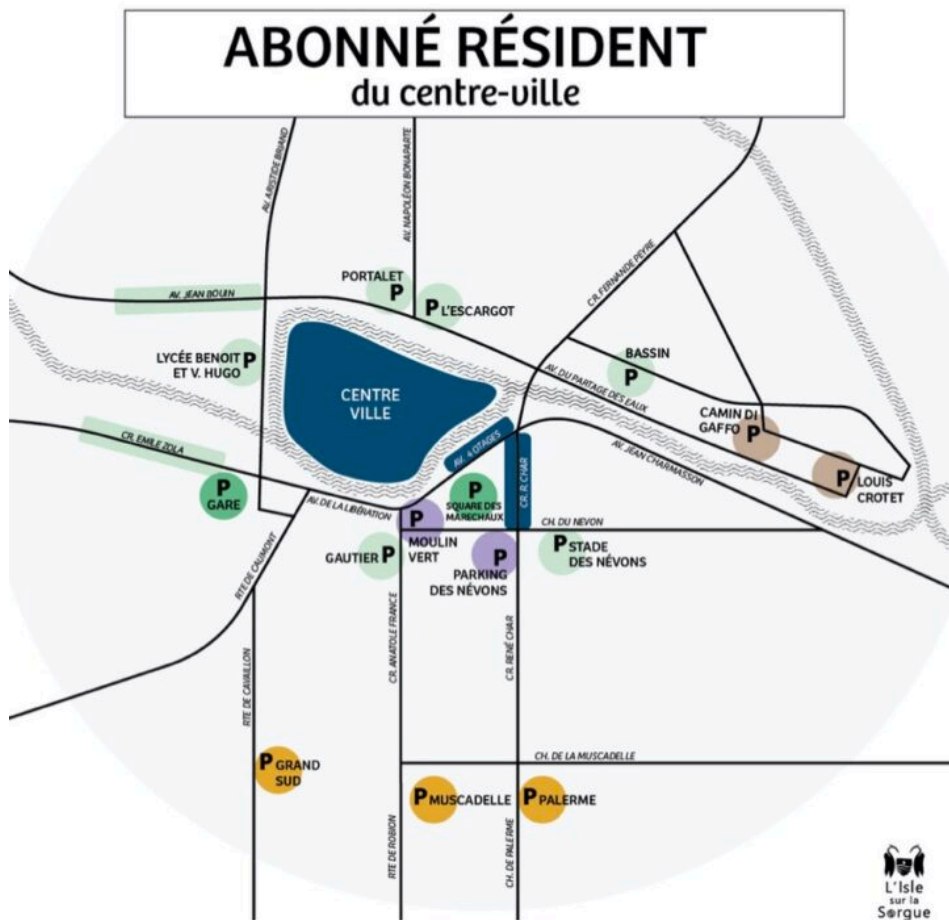 ABONNÉ RÉSIDENT
du centre-ville
AV. ARISTIDE BRIAND
AV. NAPOLÉON BONAPARTE
CR. FERNANDE PEYRE
PORTALET
P
AV. JEAN BOUIN
P L'ESCARGOT
LYCÉE BENOIT
ET V. HUGO
P
BASSIN
P
AV. DU PARTAGE DES EAUX
CENTRE
VILLE
CAMIN DI
GAFFO
P
CR. EMILE ZOLA
AV. 4 OTAGES
CR. R. CHAR
AV. JEAN CHARMASSON
P LOUIS
CROTET
P
GARE
P
SQUARE DES
MARECHAUX
AV. DE LA LIBÉRATION
P
MOULIN
VERT
CH. DU NEVON
GAUTIER P
P
PARKING
DES NÉVONS
P STADE
DES NÉVONS
RTE DE CAUMONT
RTE DE CAVAILLON
CR. ANATOLE FRANCE
CR. RENÉ CHAR
P GRAND
SUD
CH. DE LA MUSCADELLE
P MUSCADELLE
P PALERME
RTE DE ROBION
CH. DE PALERME
L'Isle
sur la
Sorgue